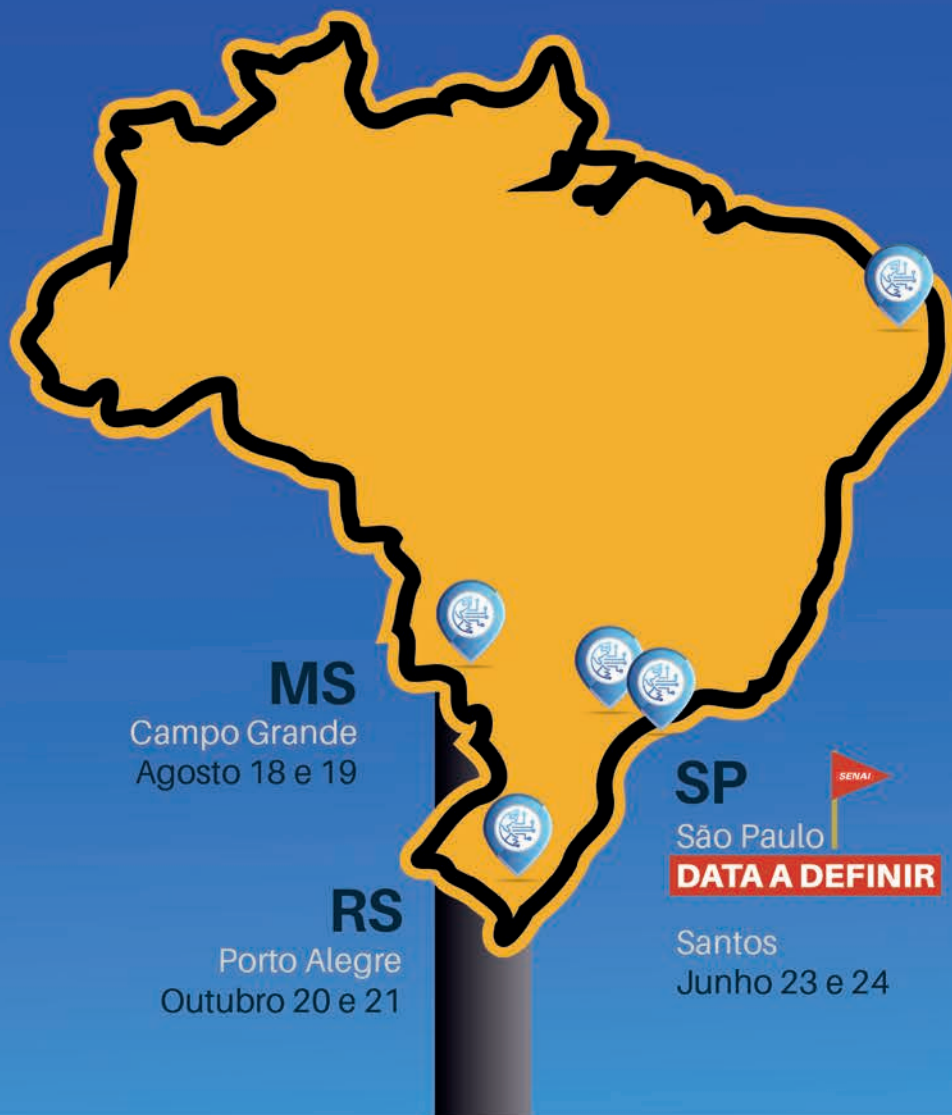 MS
Campo Grande
Agosto 18 e 19
RS
Porto Alegre
Outubro 20 e 21
SP
SENAI
São Paulo
DATA A DEFINIR
Santos
Junho 23 e 24